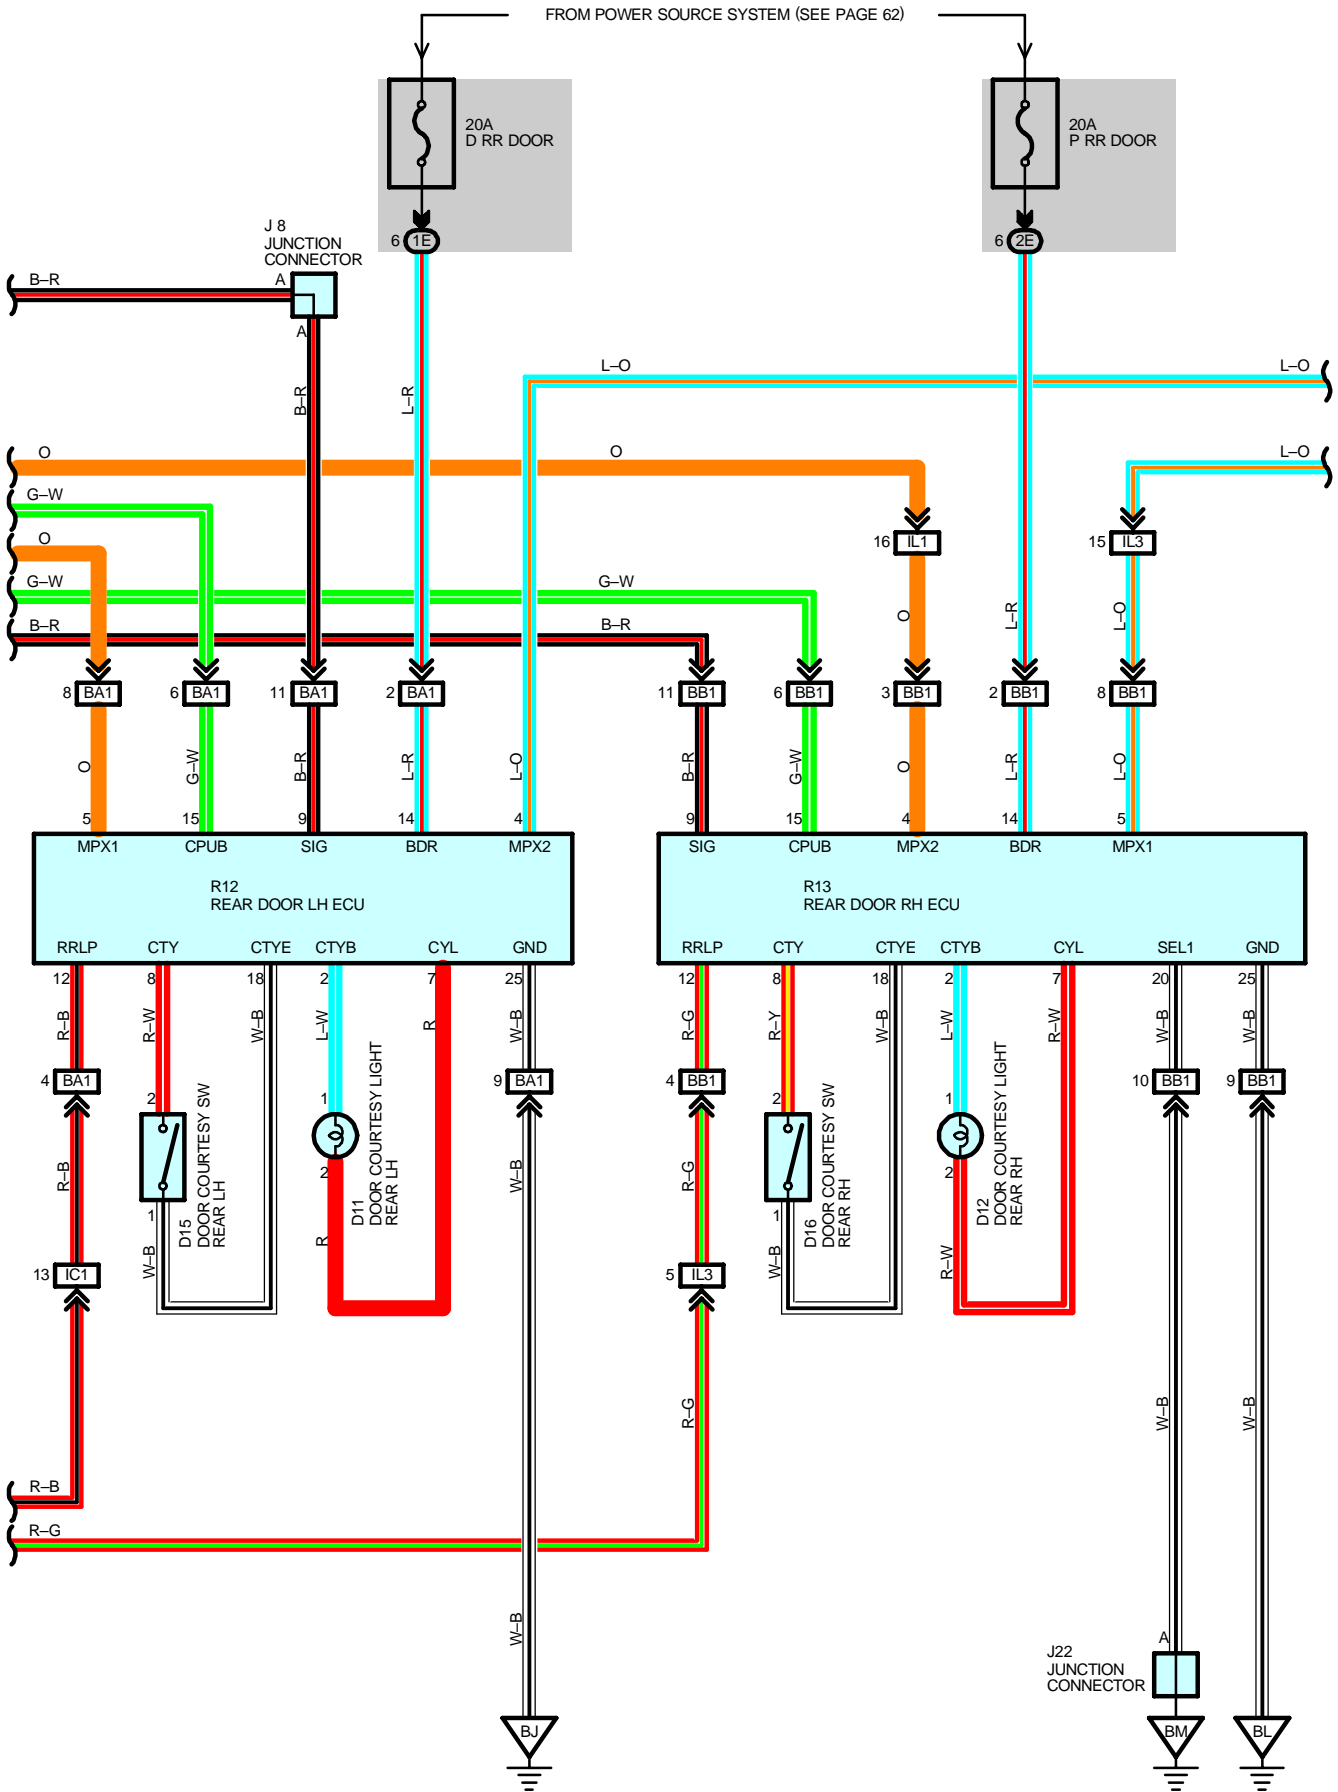 FROM POWER SOURCE SYSTEM (SEE PAGE 62)
20A
D RR DOOR
20A
P RR DOOR
6 1E
6 2E
J 8
JUNCTION
CONNECTOR
B–R
A
A
B–R
L–R
L–O
L–O
O
O
L–O
G–W
16 IL1
15 IL3
O
G–W
G–W
B–R
B–R
O
L–R
L–O
8 BA1
6 BA1
11 BA1
2 BA1
11 BB1
6 BB1
3 BB1
2 BB1
8 BB1
O
G–W
B–R
L–R
L–O
B–R
G–W
O
L–R
L–O
5
15
9
14
4
9
15
4
14
5
MPX1
CPUB
SIG
BDR
MPX2
SIG
CPUB
MPX2
BDR
MPX1
R12
REAR DOOR LH ECU
R13
REAR DOOR RH ECU
RRLP
CTY
CTYE
CTYB
CYL
GND
RRLP
CTY
CTYE
CTYB
CYL
SEL1
GND
12
8
18
2
7
25
12
8
18
2
7
20
25
R–B
R–W
W–B
L–W
R
W–B
R–G
R–Y
W–B
L–W
R–W
W–B
W–B
4 BA1
9 BA1
4 BB1
10 BB1
9 BB1
2
1
2
1
R–B
D15
DOOR COURTESY SW
REAR LH
D11
DOOR COURTESY LIGHT
REAR LH
W–B
R–G
D16
DOOR COURTESY SW
REAR RH
D12
DOOR COURTESY LIGHT
REAR RH
2
2
1
1
W–B
R
W–B
R–W
13 IC1
5 IL3
R–G
W–B
W–B
R–B
R–G
W–B
A
J22
JUNCTION
CONNECTOR
BJ
BM
BL